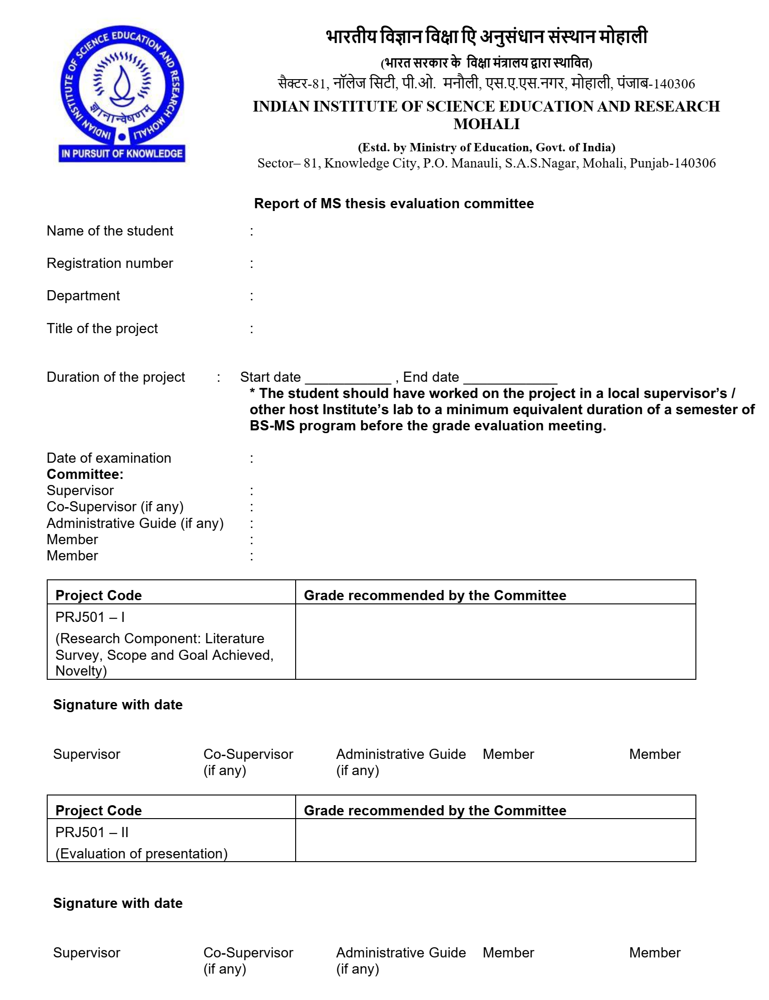 INDIAN INSTITUTE OF SCIENCE EDUCATION AND RESEARCH MOHALI
ज्ञानान्वेषणम्
IN PURSUIT OF KNOWLEDGE
भारतीय विज्ञान विक्षा एि अनुसंधान संस्थान मोहाली
(भारत सरकार के विक्षा मंत्रालय द्वारा स्थावित)
सैक्टर-81, नॉलेज सिटी, पी.ओ. मनौली, एस.ए.एस.नगर, मोहाली, पंजाब-140306
INDIAN INSTITUTE OF SCIENCE EDUCATION AND RESEARCH
MOHALI
(Estd. by Ministry of Education, Govt. of India)
Sector– 81, Knowledge City, P.O. Manauli, S.A.S.Nagar, Mohali, Punjab-140306
Report of MS thesis evaluation committee
Name of the student :
Registration number :
Department :
Title of the project :
Duration of the project : Start date ___________ , End date ____________
* The student should have worked on the project in a local supervisor’s /
other host Institute’s lab to a minimum equivalent duration of a semester of
BS-MS program before the grade evaluation meeting.
Date of examination :
Committee:
Supervisor :
Co-Supervisor (if any) :
Administrative Guide (if any) :
Member :
Member :
Project Code Grade recommended by the Committee
PRJ501 – I
(Research Component: Literature
Survey, Scope and Goal Achieved,
Novelty)
Signature with date
Supervisor Co-Supervisor Administrative Guide Member Member
(if any) (if any)
Project Code Grade recommended by the Committee
PRJ501 – II
(Evaluation of presentation)
Signature with date
Supervisor Co-Supervisor Administrative Guide Member Member
(if any) (if any)